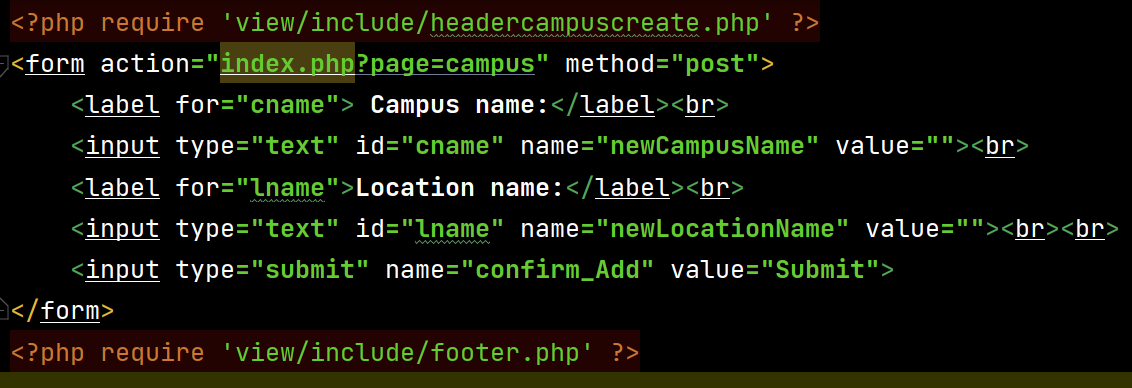 <?php require 'view/include/headercampuscreate.php' ?>
<form action="index.php?page=campus" method="post">
    <label for="cname"> Campus name:</label><br>
    <input type="text" id="cname" name="newCampusName" value=""><br>
    <label for="lname">Location name:</label><br>
    <input type="text" id="lname" name="newLocationName" value=""><br><br>
    <input type="submit" name="confirm_Add" value="Submit">
</form>
<?php require 'view/include/footer.php' ?>